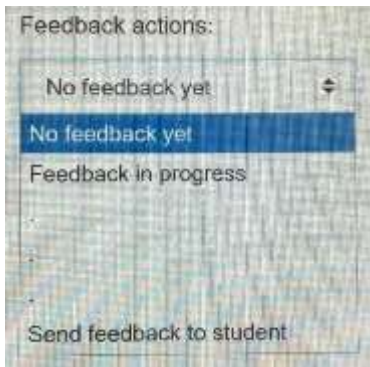 Feedback actions:
No feedback yet
No feedback yet
Feedback in progress
.
.
.
Send feedback to student